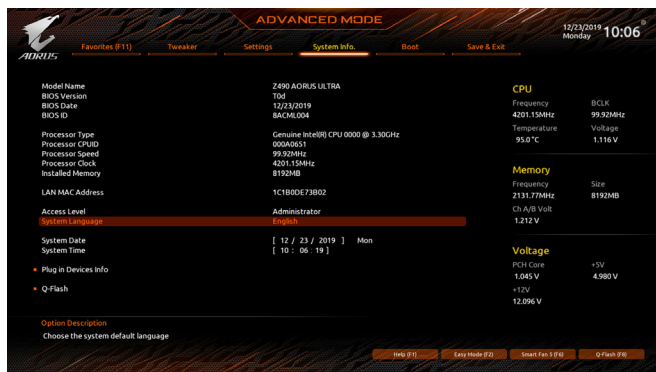 ADVANCED MODE
12/23/2019 Monday 10:06
AORUS
Favorites (F11) Tweaker Settings System Info. Boot Save & Exit
Model Name Z490 AORUS ULTRA
BIOS Version T0d
BIOS Date 12/23/2019
BIOS ID 8ACML004
Processor Type Genuine Intel(R) CPU 0000 @ 3.30GHz
Processor CPUID 000A0651
Processor Speed 99.92MHz
Processor Clock 4201.15MHz
Installed Memory 8192MB
LAN MAC Address 1C1B0DE73B02
Access Level Administrator
System Language English
System Date [ 12 / 23 / 2019 ] Mon
System Time [ 10 : 06 : 19 ]
Plug in Devices Info
Q-Flash
CPU
Frequency BCLK
4201.15MHz 99.92MHz
Temperature Voltage
95.0 °C 1.116 V
Memory
Frequency Size
2131.77MHz 8192MB
Ch A/B Volt
1.212 V
Voltage
PCH Core +5V
1.045 V 4.980 V
+12V
12.096 V
Option Description
Choose the system default language
Help (F1) Easy Mode (F2) Smart Fan 5 (F6) Q-Flash (F8)